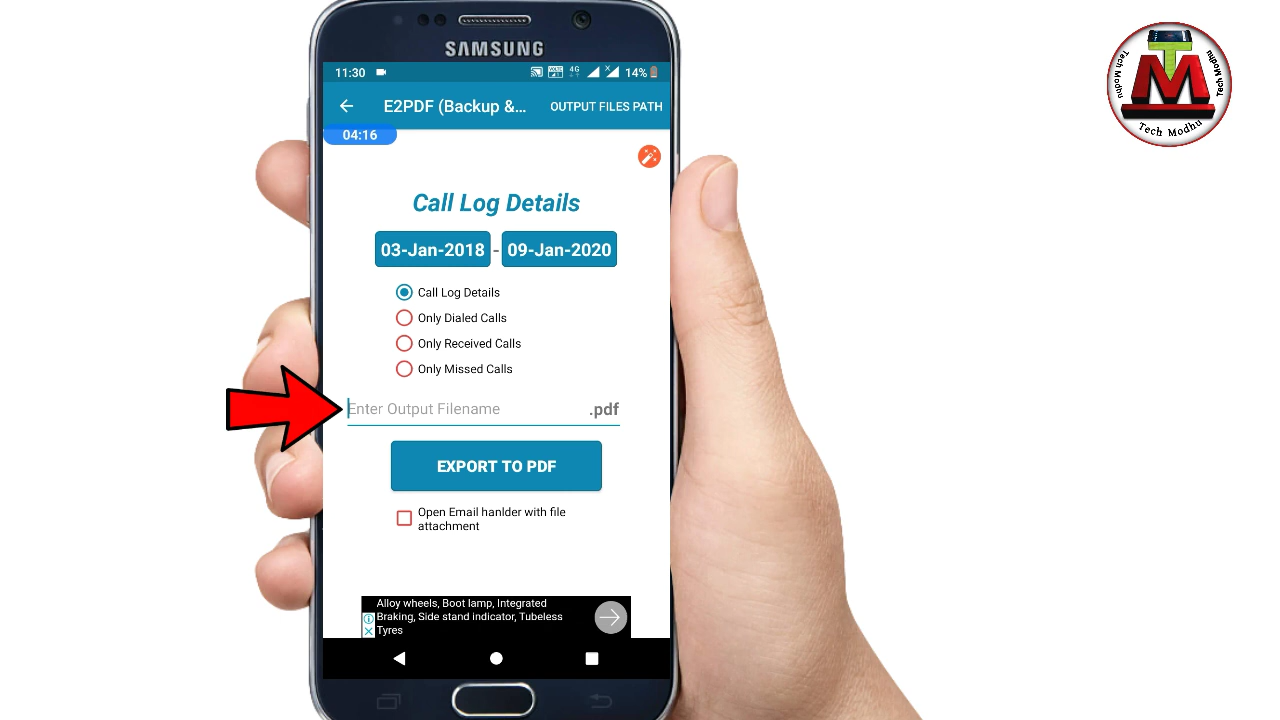 SAMSUNG
11:30
4G
14%
E2PDF (Backup &...
OUTPUT FILES PATH
04:16
Call Log Details
03-Jan-2018 - 09-Jan-2020
Call Log Details
Only Dialed Calls
Only Received Calls
Only Missed Calls
Enter Output Filename
.pdf
EXPORT TO PDF
Open Email hanlder with file
attachment
Alloy wheels, Boot lamp, Integrated
Braking, Side stand indicator, Tubeless
Tyres
Tech Modhu
TM
Tech Modhu
Tech Modhu